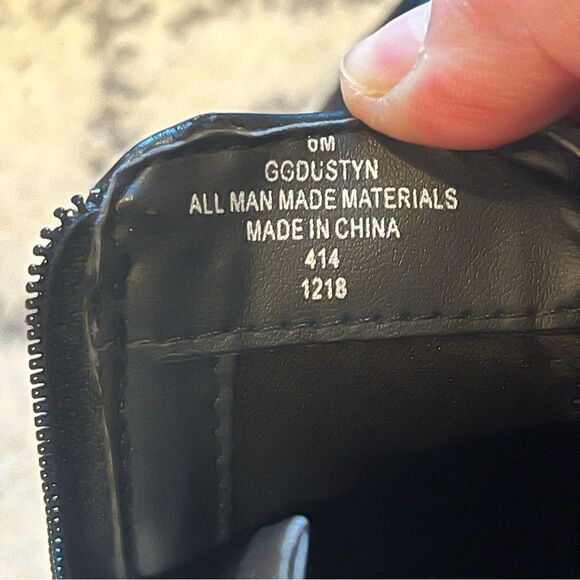 6M
GGDUSTYN
ALL MAN MADE MATERIALS
MADE IN CHINA
414
1218